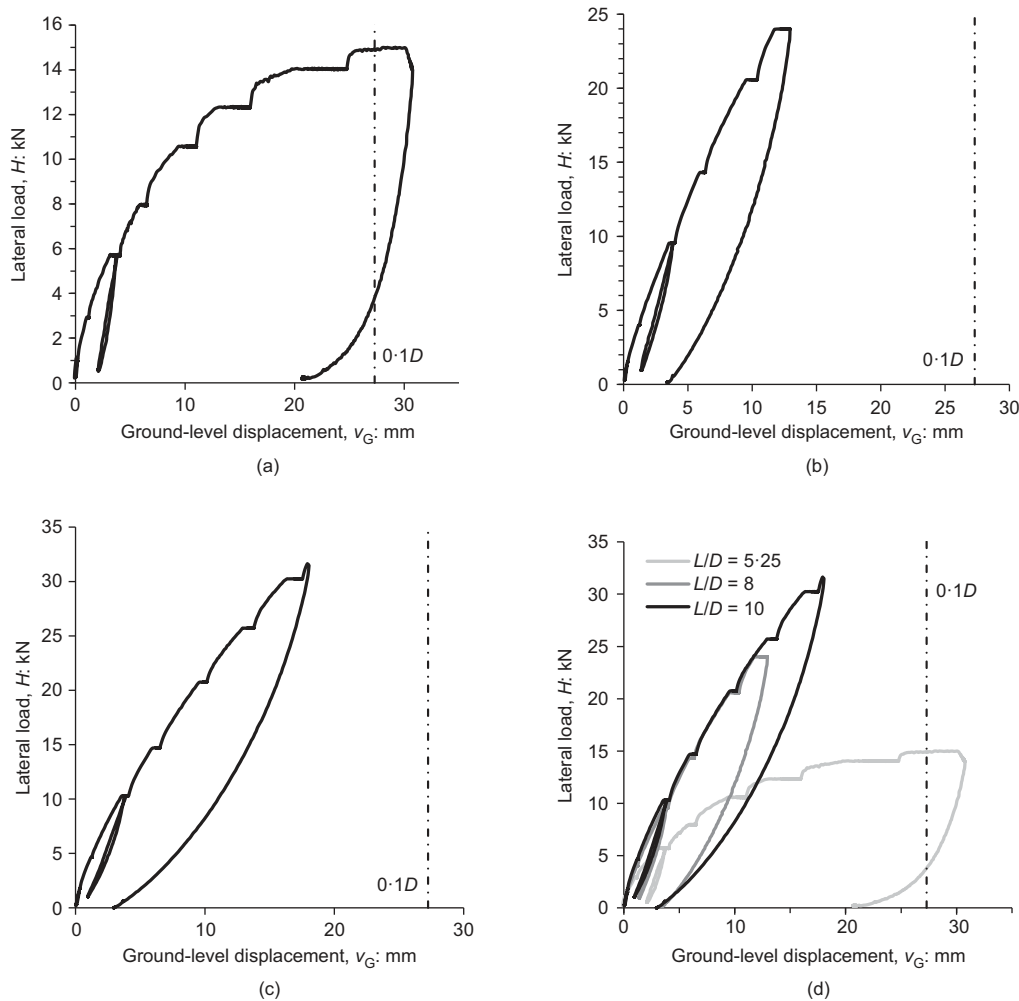 16
14
12
10
8
6
4
2
0
Lateral load, H: kN
0·1D
0
10
20
30
Ground-level displacement, vG: mm
(a)
25
20
15
10
5
0
Lateral load, H: kN
0·1D
0
5
10
15
20
25
30
Ground-level displacement, vG: mm
(b)
35
30
25
20
15
10
5
0
Lateral load, H: kN
0·1D
0
10
20
30
Ground-level displacement, vG: mm
(c)
35
30
25
20
15
10
5
0
Lateral load, H: kN
L/D = 5·25
L/D = 8
L/D = 10
0·1D
0
10
20
30
Ground-level displacement, vG: mm
(d)